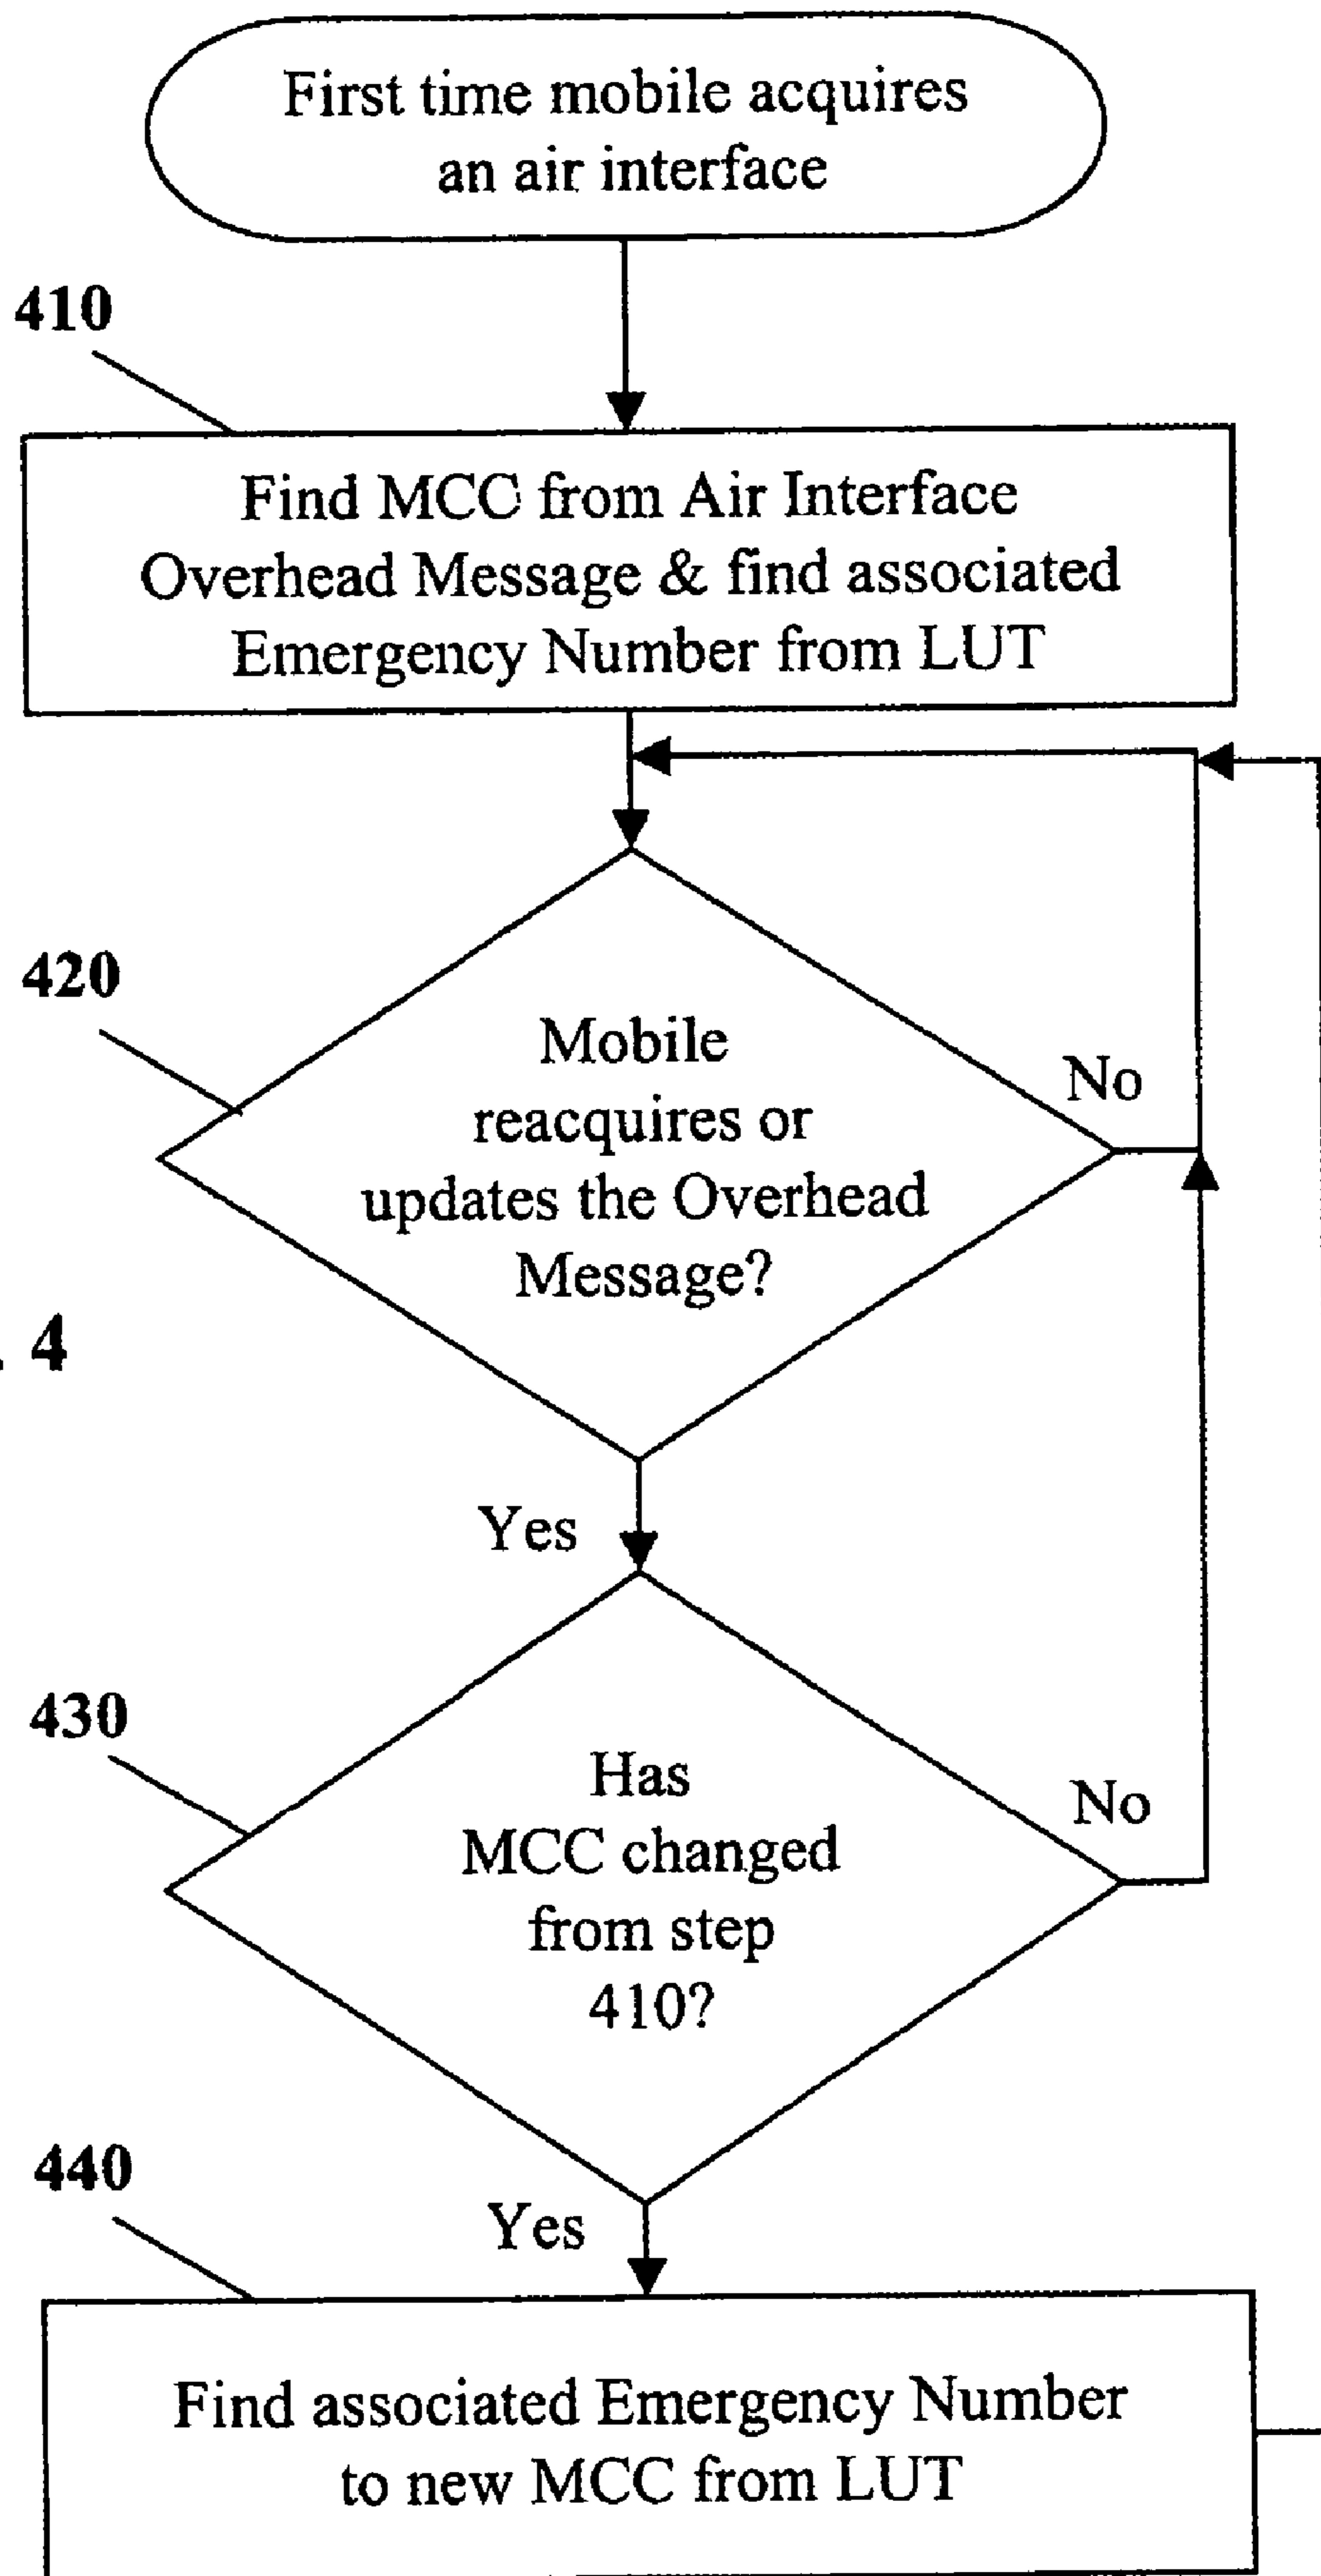 First time mobile acquires
an air interface
410
Find MCC from Air Interface
Overhead Message & find associated
Emergency Number from LUT
420
Mobile
reacquires or
updates the Overhead
Message?
No
. 4
Yes
430
Has
MCC changed
from step
410?
No
440
Yes
Find associated Emergency Number
to new MCC from LUT